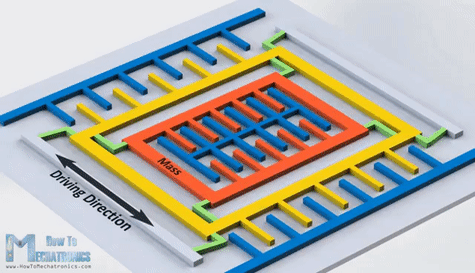 Mass
Driving Direction
How To
Mechatronics
www.HowToMechatronics.com